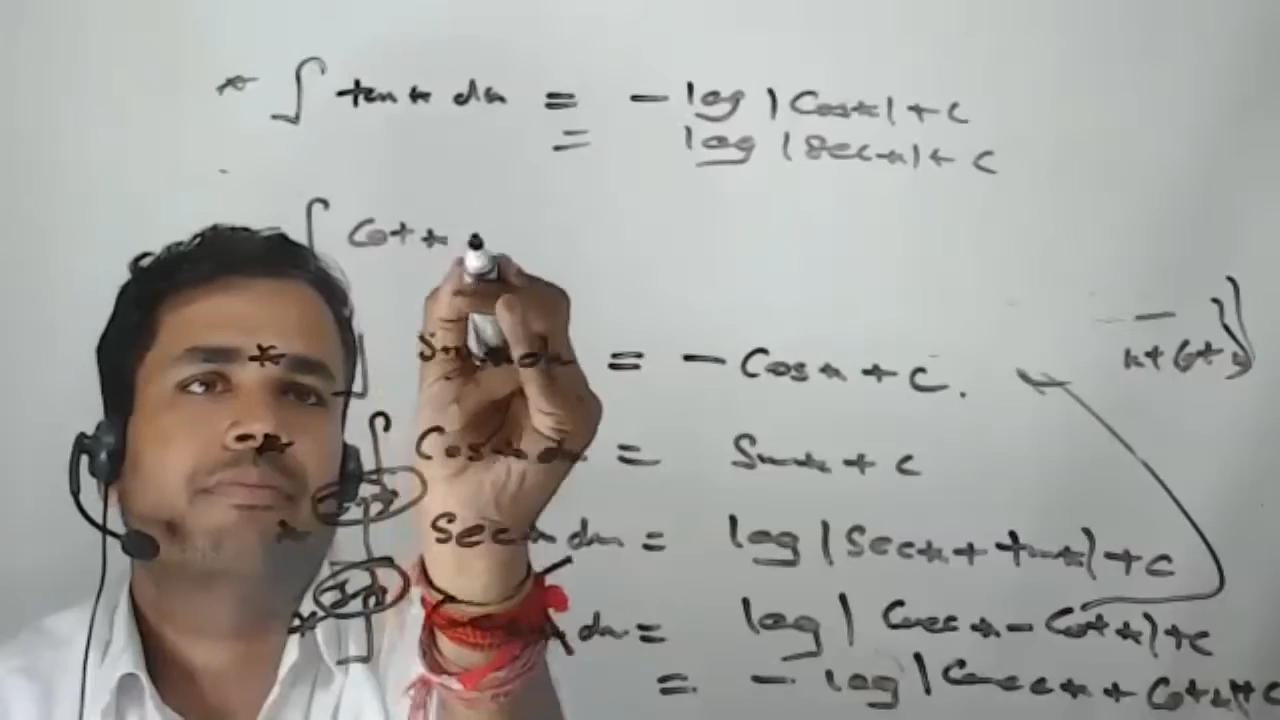 * ∫ tan x dx = - log |Cos x| + c
= log |sec x| + c
∫ Cot x
* ∫ Sin x dx = - Cos x + c.
x + Cot x
* ∫ Cos x dx = Sin x + c
* ∫ Sec x dx = log |Sec x + tan x| + c
* ∫ dx = log | Cosec x - Cot x | + c
= - log | Cosec x + Cot x | + c